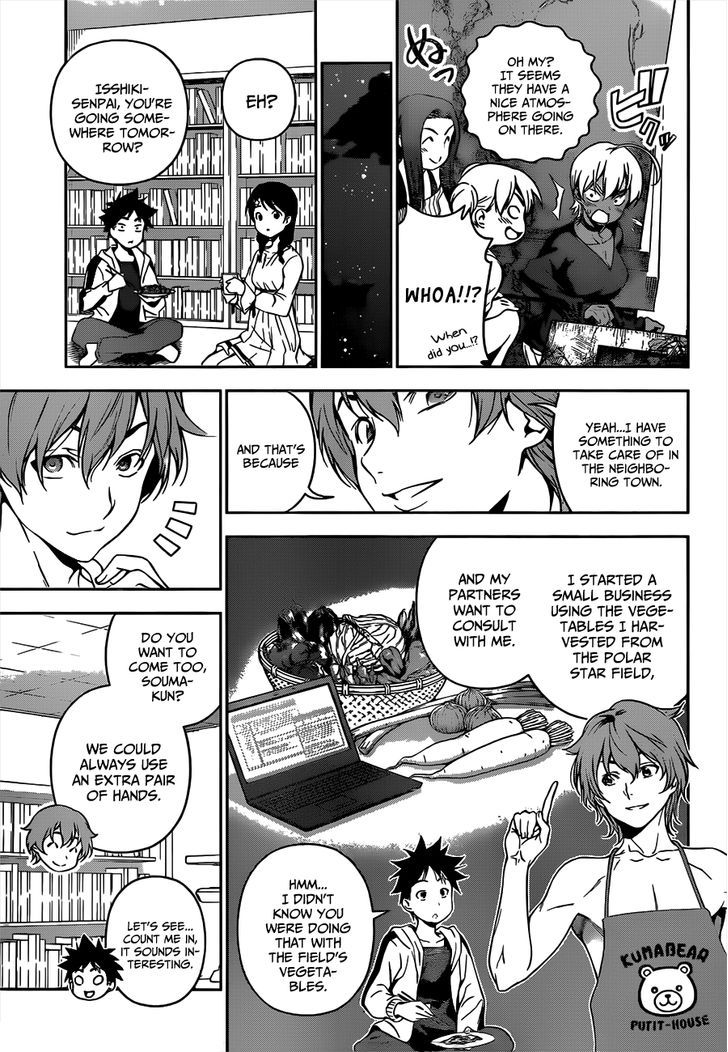 OH MY?
IT SEEMS
THEY HAVE A
NICE ATMOS-
PHERE GOING
ON THERE.
ぬっ
ビクッ
WHOA!!?
When
did you...!?
EH?
ISSHIKI-
SENPAI, YOU'RE
GOING SOME-
WHERE TOMOR-
ROW?
YEAH...I HAVE
SOMETHING TO
TAKE CARE OF IN
THE NEIGHBO-
RING TOWN.
AND THAT'S
BECAUSE
I STARTED A
SMALL BUSINESS
USING THE VEGE-
TABLES I HAR-
VESTED FROM
THE POLAR
STAR FIELD,
AND MY
PARTNERS
WANT TO
CONSULT
WITH ME.
HMM...
I DIDN'T
KNOW YOU
WERE DOING
THAT WITH
THE FIELD'S
VEGETA-
BLES.
KUMABEAR
PUTIT-HOUSE
DO YOU
WANT TO
COME TOO,
SOUMA-
KUN?
WE COULD
ALWAYS USE
AN EXTRA PAIR
OF HANDS.
LET'S SEE...
COUNT ME IN,
IT SOUNDS IN-
TERESTING.